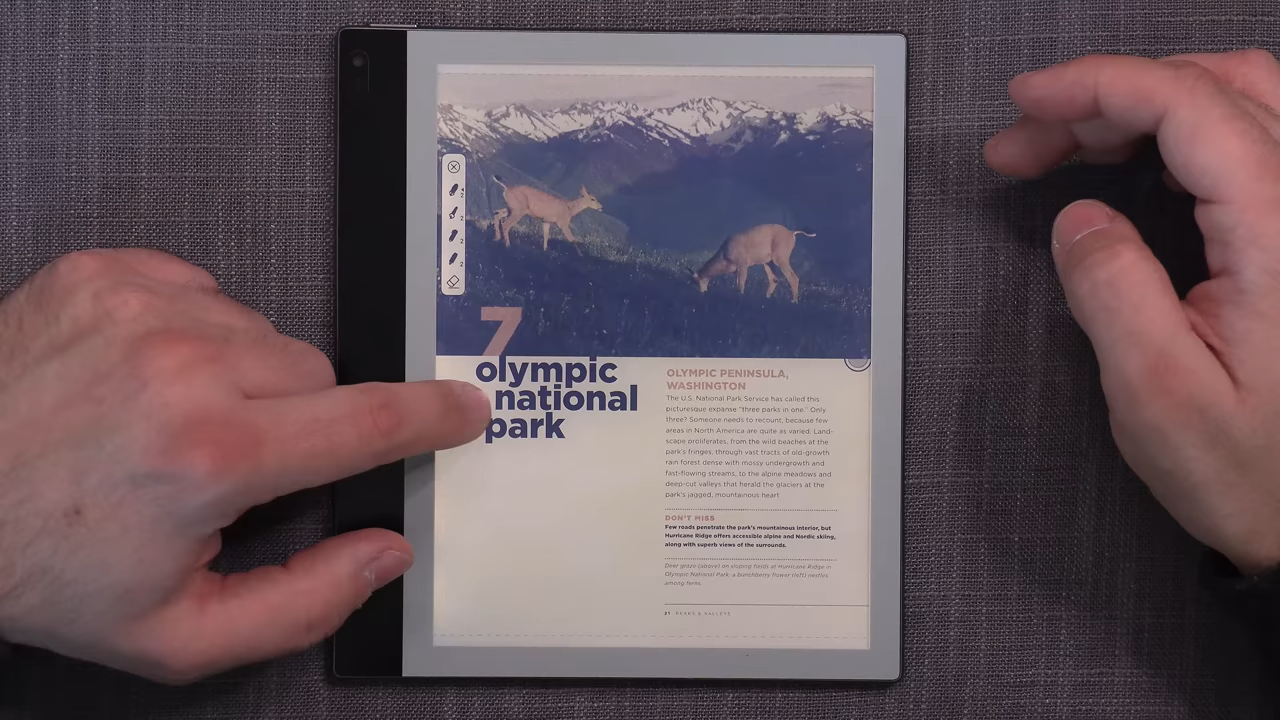 2
2
2
2
7
olympic
national
park
OLYMPIC PENINSULA,
WASHINGTON
The U.S. National Park Service has called this
picturesque expanse "three parks in one." Only
three? Someone needs to recount, because few
areas in North America are quite as varied. Land-
scape proliferates, from the wild beaches at the
park's fringes, through vast tracts of old-growth
rain forest dense with mossy undergrowth and
fast-flowing streams, to the alpine meadows and
deep-cut valleys that herald the glaciers at the
park's jagged, mountainous heart
DON'T MISS
Few roads penetrate the park's mountainous interior, but
Hurricane Ridge offers accessible alpine and Nordic skiing,
along with superb views of the surrounds.
Deer graze (above) on sloping fields at Hurricane Ridge in
Olympic National Park; a bunchberry flower (left) nestles
among ferns.
21 PARKS & VALLEYS